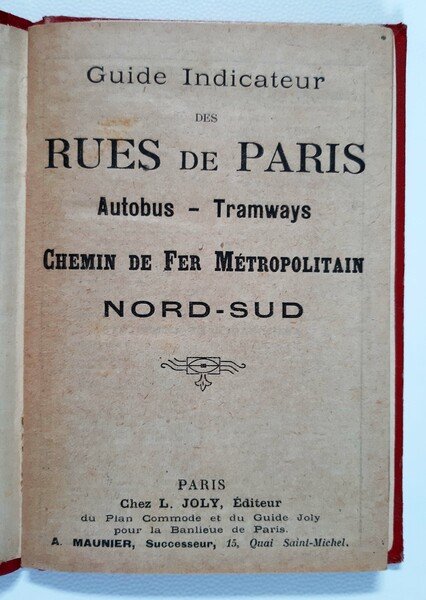 Guide Indicateur
DES
RUES DE PARIS
Autobus - Tramways
CHEMIN DE FER MÉTROPOLITAIN
NORD-SUD
PARIS
Chez L. JOLY, Éditeur
du Plan Commode et du Guide Joly
pour la Banlieue de Paris.
A. MAUNIER, Successeur, 15, Quai Saint-Michel.